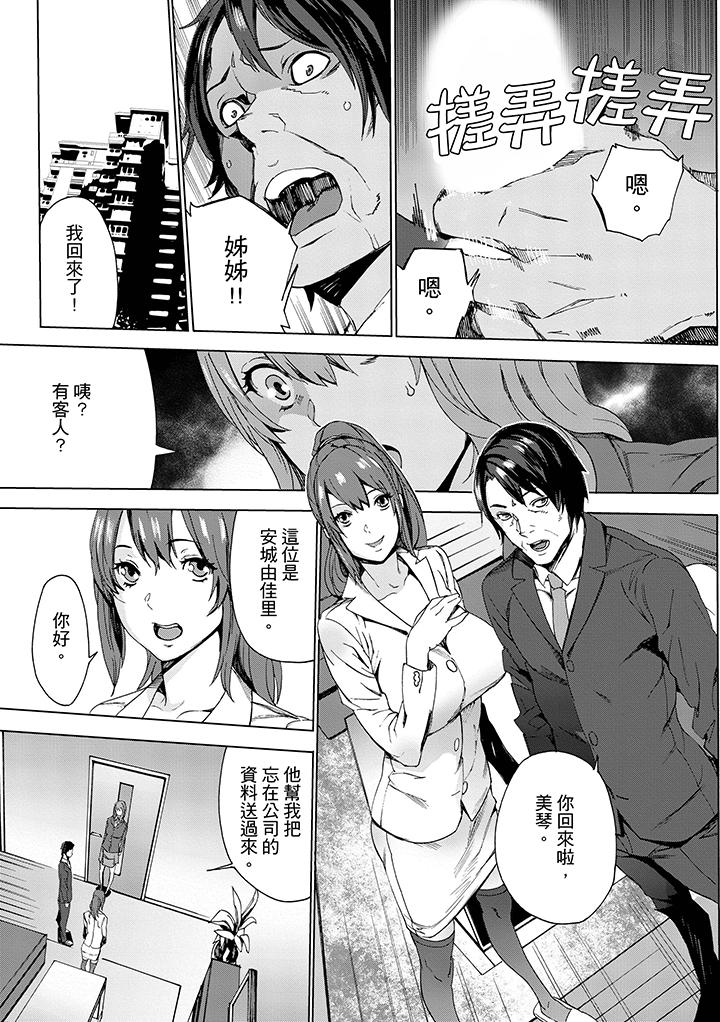 搓弄搓弄
嗯。
嗯。
姊姊!!
我回來了!
咦?
有客人?
你回來啦,
美琴。
這位是
安城由佳里。
你好。
他幫我把
忘在公司的
資料送過來。